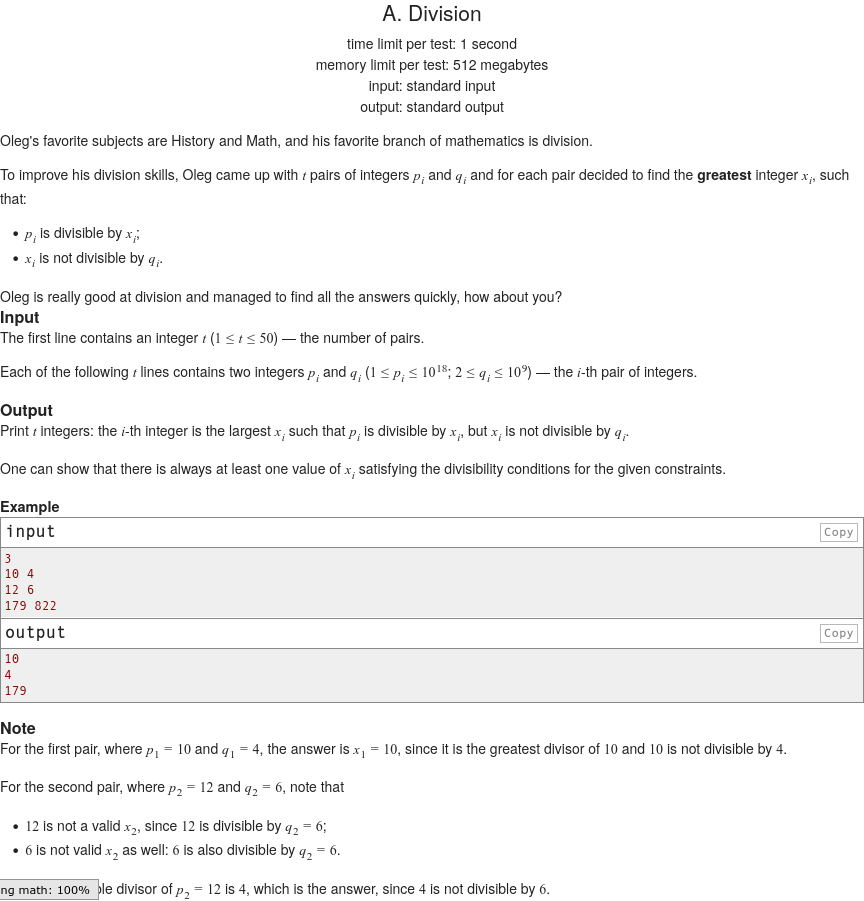 A. Division
time limit per test: 1 second
memory limit per test: 512 megabytes
input: standard input
output: standard output
Oleg's favorite subjects are History and Math, and his favorite branch of mathematics is division.
To improve his division skills, Oleg came up with t pairs of integers p_i and q_i and for each pair decided to find the greatest integer x_i, such
that:
• p_i is divisible by x_i;
• x_i is not divisible by q_i.
Oleg is really good at division and managed to find all the answers quickly, how about you?
Input
The first line contains an integer t (1 ≤ t ≤ 50) — the number of pairs.
Each of the following t lines contains two integers p_i and q_i (1 ≤ p_i ≤ 10^18; 2 ≤ q_i ≤ 10^9) — the i-th pair of integers.
Output
Print t integers: the i-th integer is the largest x_i such that p_i is divisible by x_i, but x_i is not divisible by q_i.
One can show that there is always at least one value of x_i satisfying the divisibility conditions for the given constraints.
Example
input Copy
3
10 4
12 6
179 822
output Copy
10
4
179
Note
For the first pair, where p_1 = 10 and q_1 = 4, the answer is x_1 = 10, since it is the greatest divisor of 10 and 10 is not divisible by 4.
For the second pair, where p_2 = 12 and q_2 = 6, note that
• 12 is not a valid x_2, since 12 is divisible by q_2 = 6;
• 6 is not valid x_2 as well: 6 is also divisible by q_2 = 6.
ng math: 100% le divisor of p_2 = 12 is 4, which is the answer, since 4 is not divisible by 6.